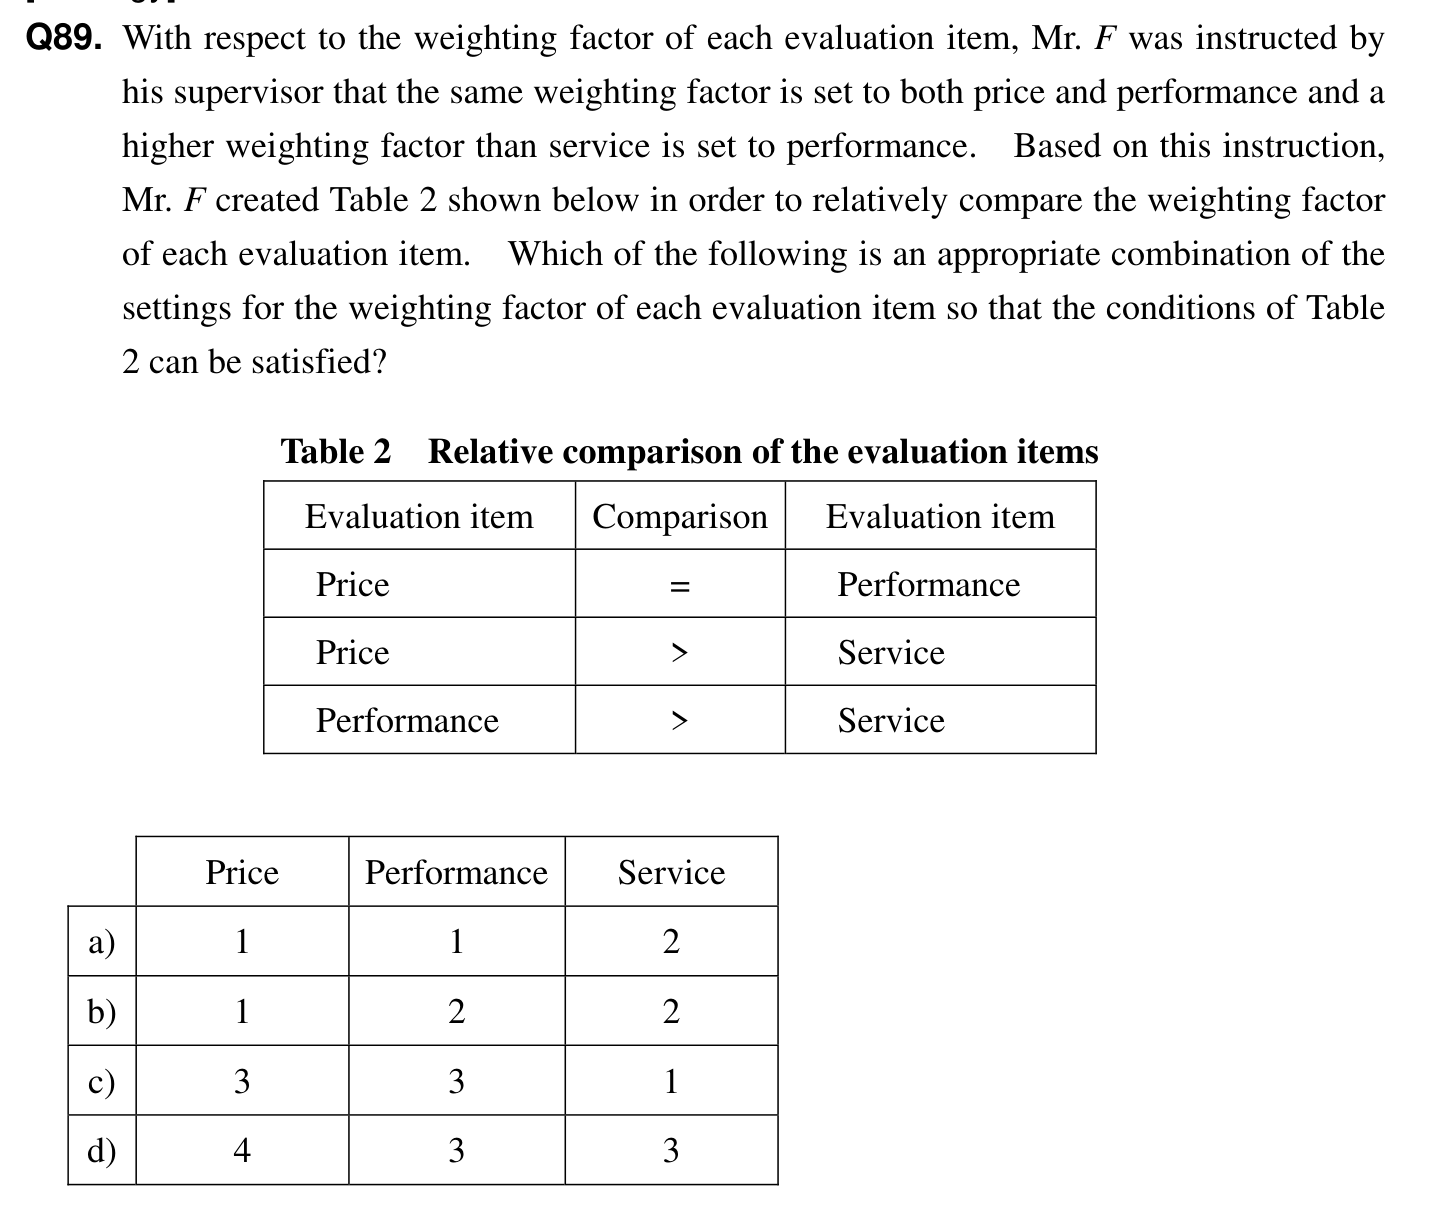 Q89. With respect to the weighting factor of each evaluation item, Mr. F was instructed by
his supervisor that the same weighting factor is set to both price and performance and a
higher weighting factor than service is set to performance. Based on this instruction,
Mr. F created Table 2 shown below in order to relatively compare the weighting factor
of each evaluation item. Which of the following is an appropriate combination of the
settings for the weighting factor of each evaluation item so that the conditions of Table
2 can be satisfied?
Table 2 Relative comparison of the evaluation items
Evaluation item Comparison Evaluation item
Price = Performance
Price > Service
Performance > Service
Price Performance Service
a) 1 1 2
b) 1 2 2
c) 3 3 1
d) 4 3 3